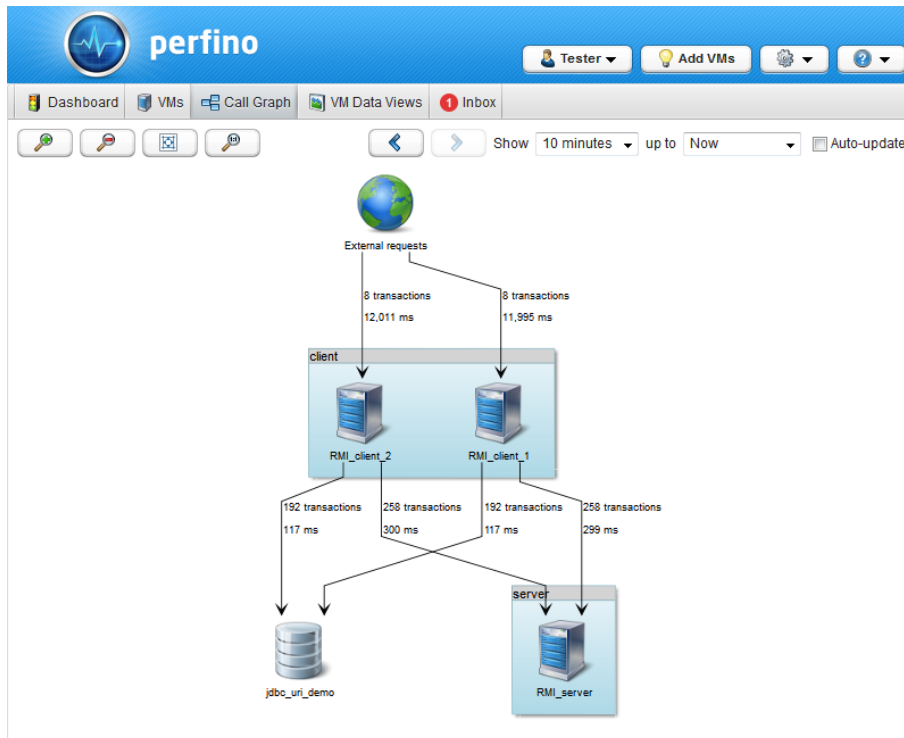 perfino
Tester
Add VMs
?
Dashboard
VMs
Call Graph
VM Data Views
1 Inbox
1:1
Show 10 minutes up to Now Auto-update
External requests
8 transactions
12,011 ms
8 transactions
11,995 ms
client
RMI_client_2
RMI_client_1
192 transactions
117 ms
258 transactions
300 ms
192 transactions
117 ms
258 transactions
299 ms
server
jdbc_uri_demo
RMI_server